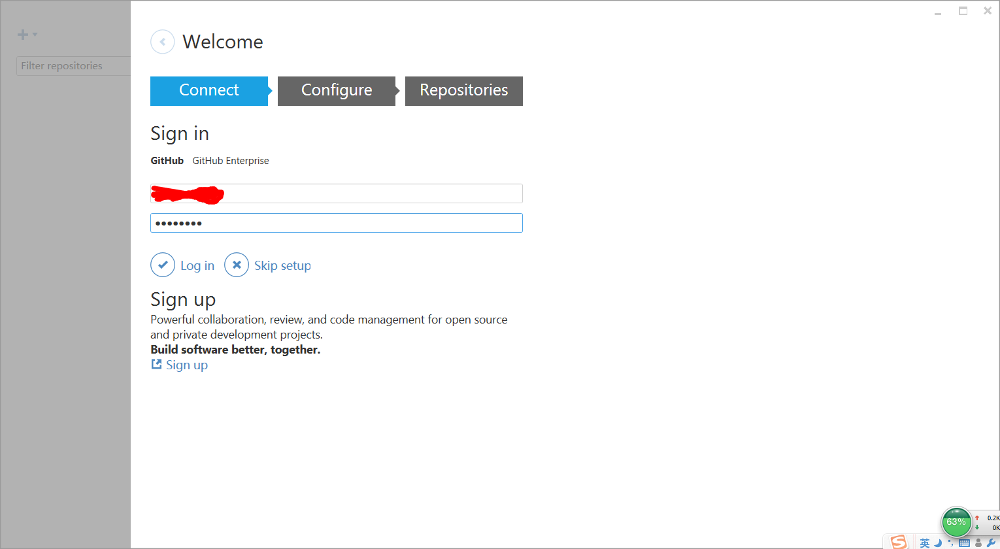 Welcome
Filter repositories
Connect
Configure
Repositories
Sign in
GitHub GitHub Enterprise
Log in
Skip setup
Sign up
Powerful collaboration, review, and code management for open source
and private development projects.
Build software better, together.
Sign up
63%
0.2K
0K
英